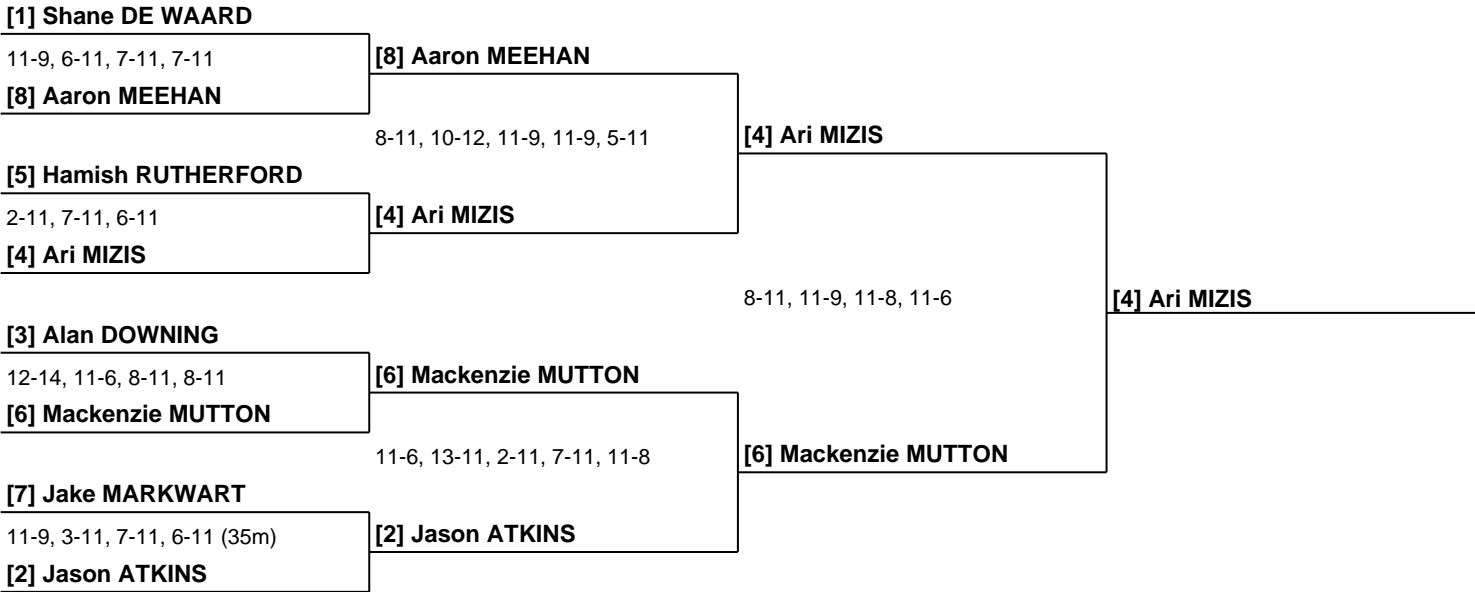 [1] Shane DE WAARD
11-9, 6-11, 7-11, 7-11
[8] Aaron MEEHAN
[8] Aaron MEEHAN
8-11, 10-12, 11-9, 11-9, 5-11
[4] Ari MIZIS
[5] Hamish RUTHERFORD
2-11, 7-11, 6-11
[4] Ari MIZIS
[4] Ari MIZIS
8-11, 11-9, 11-8, 11-6
[4] Ari MIZIS
[3] Alan DOWNING
12-14, 11-6, 8-11, 8-11
[6] Mackenzie MUTTON
[6] Mackenzie MUTTON
11-6, 13-11, 2-11, 7-11, 11-8
[6] Mackenzie MUTTON
[7] Jake MARKWART
11-9, 3-11, 7-11, 6-11 (35m)
[2] Jason ATKINS
[2] Jason ATKINS